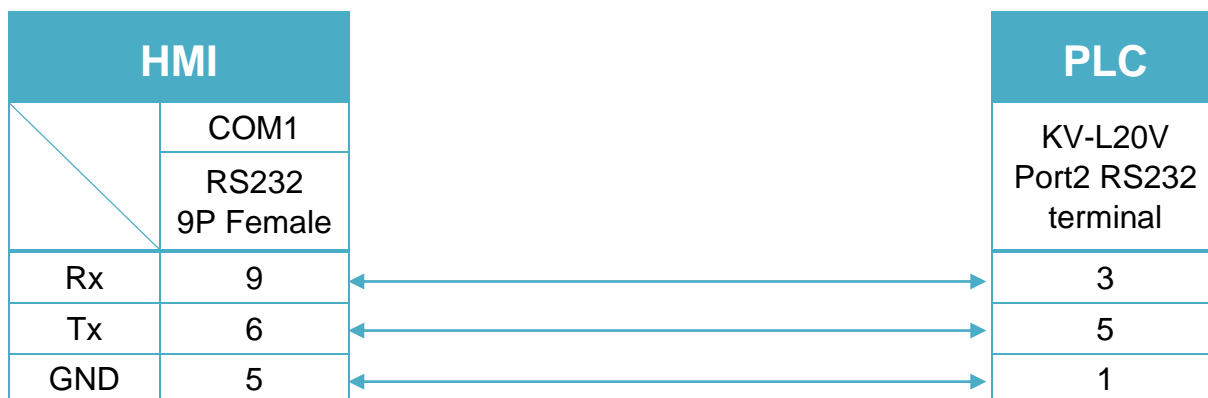 HMI
PLC
COM1
RS232
9P Female
KV-L20V
Port2 RS232
terminal
Rx 9 3
Tx 6 5
GND 5 1